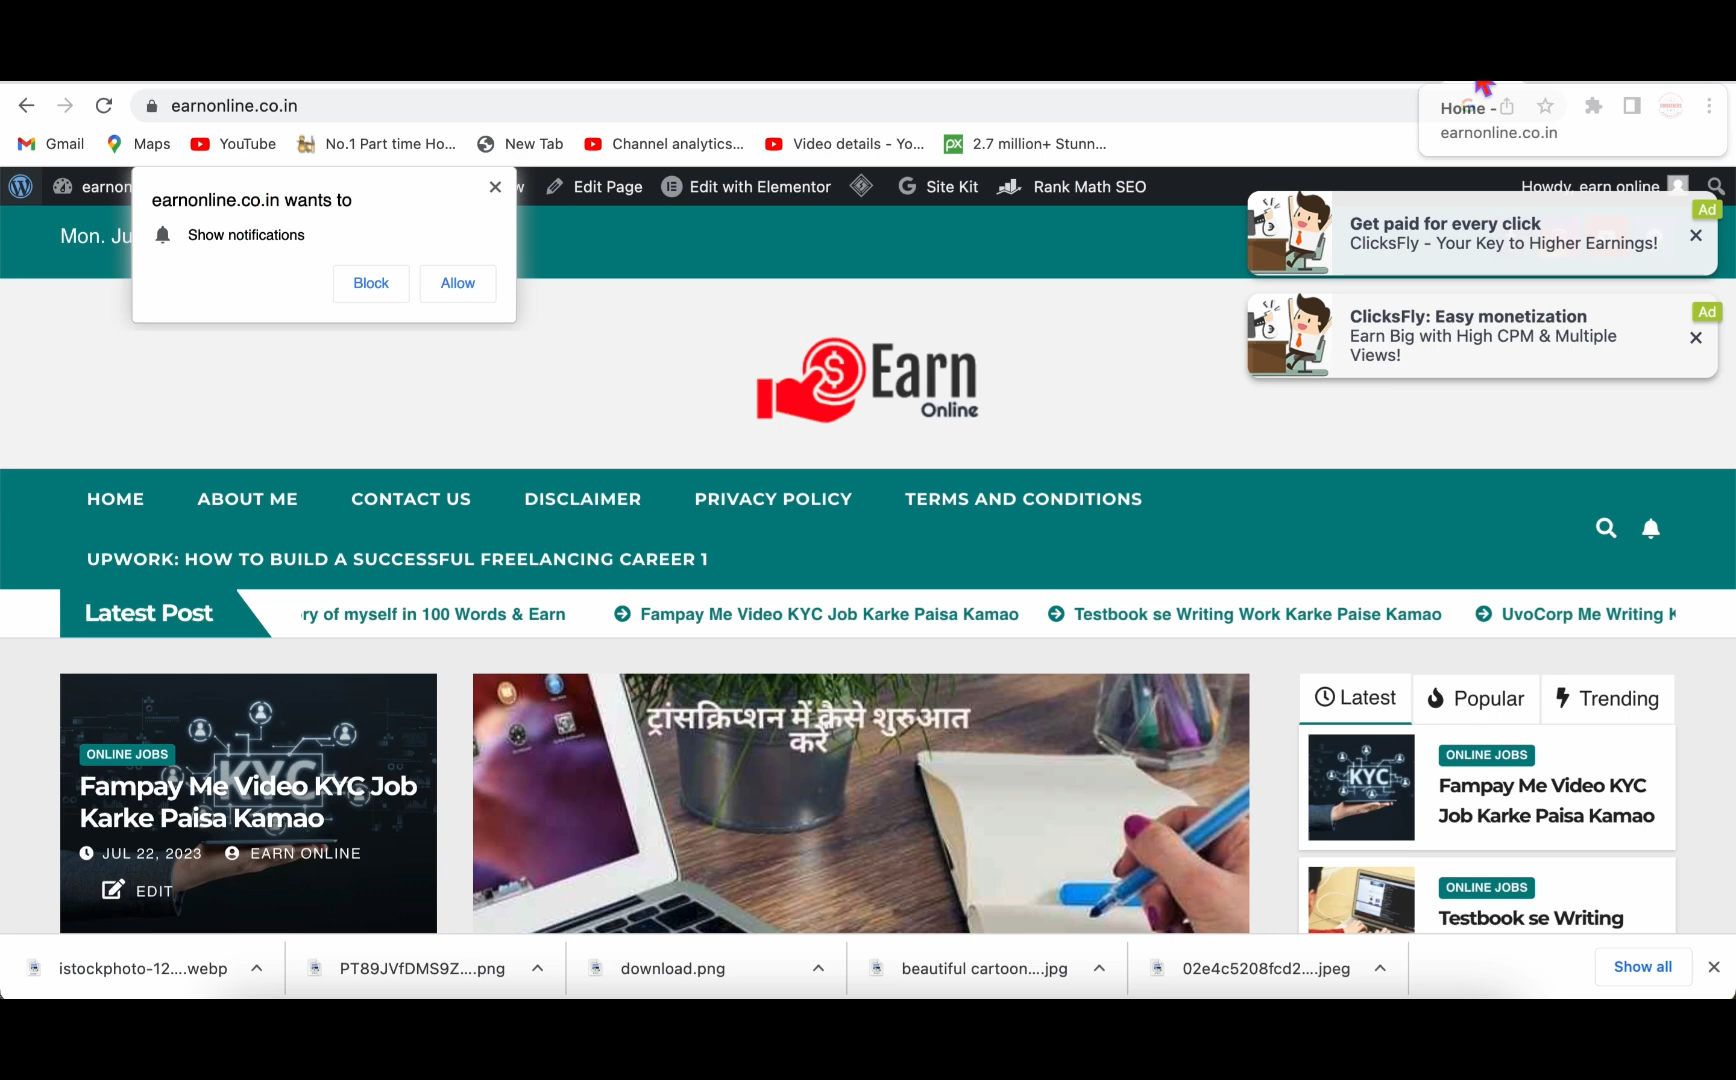 earnonline.co.in
Home -
earnonline.co.in
Gmail
Maps
YouTube
No.1 Part time Ho...
New Tab
Channel analytics...
Video details - Yo...
px
2.7 million+ Stunn...
Edit Page
Edit with Elementor
Site Kit
Rank Math SEO
Howdy, earn online
earnonline.co.in wants to
Show notifications
Block
Allow
Mon. Ju
Ad
Get paid for every click
ClicksFly - Your Key to Higher Earnings!
Ad
ClicksFly: Easy monetization
Earn Big with High CPM & Multiple
Views!
Earn
Online
HOME
ABOUT ME
CONTACT US
DISCLAIMER
PRIVACY POLICY
TERMS AND CONDITIONS
UPWORK: HOW TO BUILD A SUCCESSFUL FREELANCING CAREER 1
Latest Post
ry of myself in 100 Words & Earn
Fampay Me Video KYC Job Karke Paisa Kamao
Testbook se Writing Work Karke Paise Kamao
UvoCorp Me Writing
KYC
ONLINE JOBS
Fampay Me Video KYC Job
Karke Paisa Kamao
JUL 22, 2023
EARN ONLINE
EDIT
ट्रांसक्रिप्शन में कैसे शुरुआत
करें
Latest
Popular
Trending
KYC
ONLINE JOBS
Fampay Me Video KYC
Job Karke Paisa Kamao
ONLINE JOBS
Testbook se Writing
istockphoto-12....webp
PT89JVfDMS9Z....png
download.png
beautiful cartoon....jpg
02e4c5208fcd2....jpeg
Show all